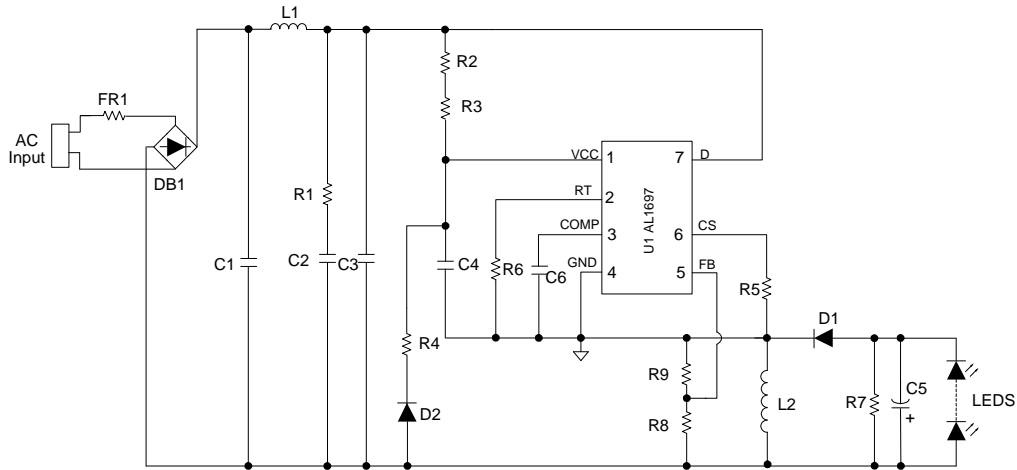 L1
R2
FR1
R3
AC
Input
VCC 1 7 D
DB1
RT 2
R1
U1 AL1697
COMP 3 6 CS
C1 C2 C3 C4 R6 C6
GND 4 5 FB
R5
D1
R4
R9
L2
R7 C5 LEDS
D2
R8
+